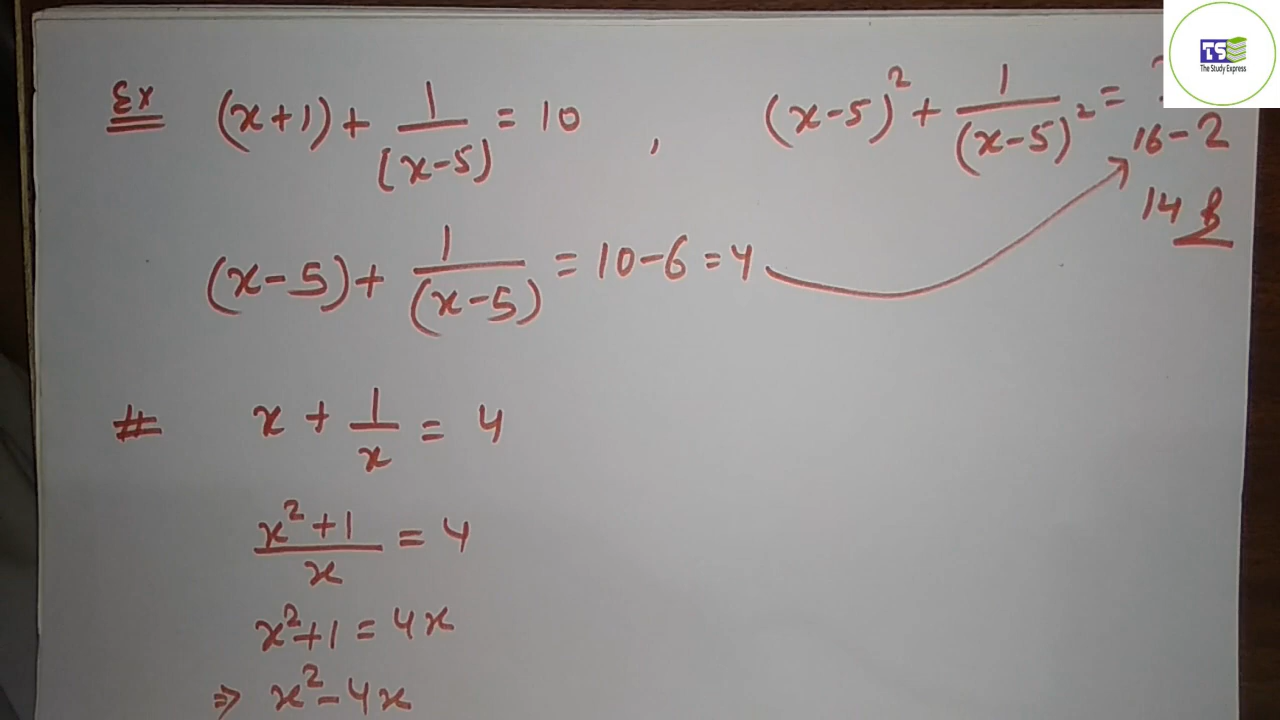 TS
The Study Express
Ex (x+1) + 1/(x-5) = 10 , (x-5)² + 1/(x-5)² =
16-2
14
(x-5) + 1/(x-5) = 10-6 = 4
# x + 1/x = 4
x²+1/x = 4
x²+1 = 4x
⇒ x²-4x